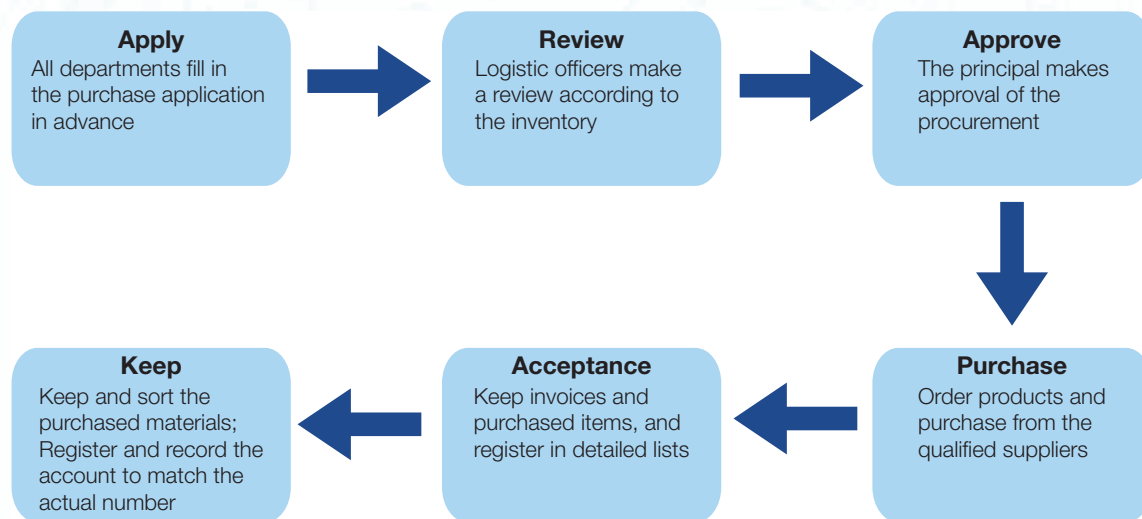 Apply
All departments fill in
the purchase application
in advance
Review
Logistic officers make
a review according to
the inventory
Approve
The principal makes
approval of the
procurement
Purchase
Order products and
purchase from the
qualified suppliers
Acceptance
Keep invoices and
purchased items, and
register in detailed lists
Keep
Keep and sort the
purchased materials;
Register and record the
account to match the
actual number